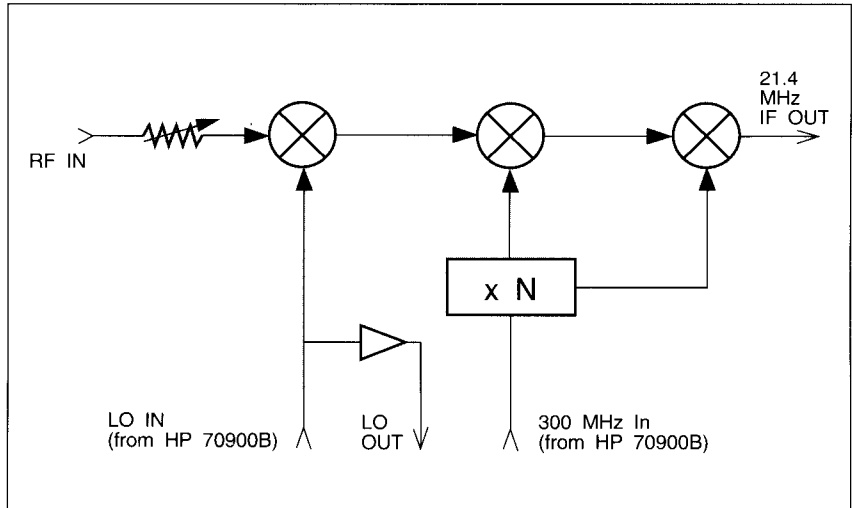 21.4
MHz
IF OUT
RF IN
x N
LO IN
(from HP 70900B)
LO
OUT
300 MHz In
(from HP 70900B)